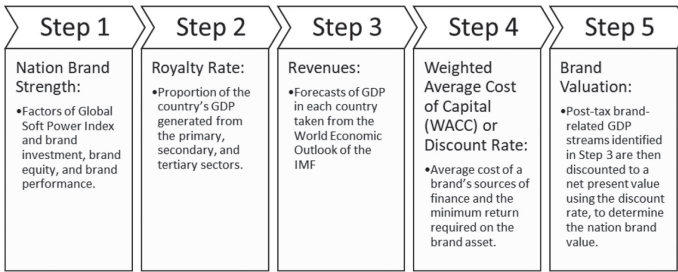 Step 1
Nation Brand
Strength:
•Factors of Global
Soft Power Index
and brand
investment, brand
equity, and brand
performance.
Step 2
Royalty Rate:
•Proportion of the
country's GDP
generated from
the primary,
secondary, and
tertiary sectors.
Step 3
Revenues:
•Forecasts of GDP
in each country
taken from the
World Economic
Outlook of the
IMF
Step 4
Weighted
Average Cost
of Capital
(WACC) or
Discount Rate:
•Average cost of a
brand's sources of
finance and the
minimum return
required on the
brand asset.
Step 5
Brand
Valuation:
•Post-tax brand-
related GDP
streams identified
in Step 3 are then
discounted to a
net present value
using the discount
rate, to determine
the nation brand
value.